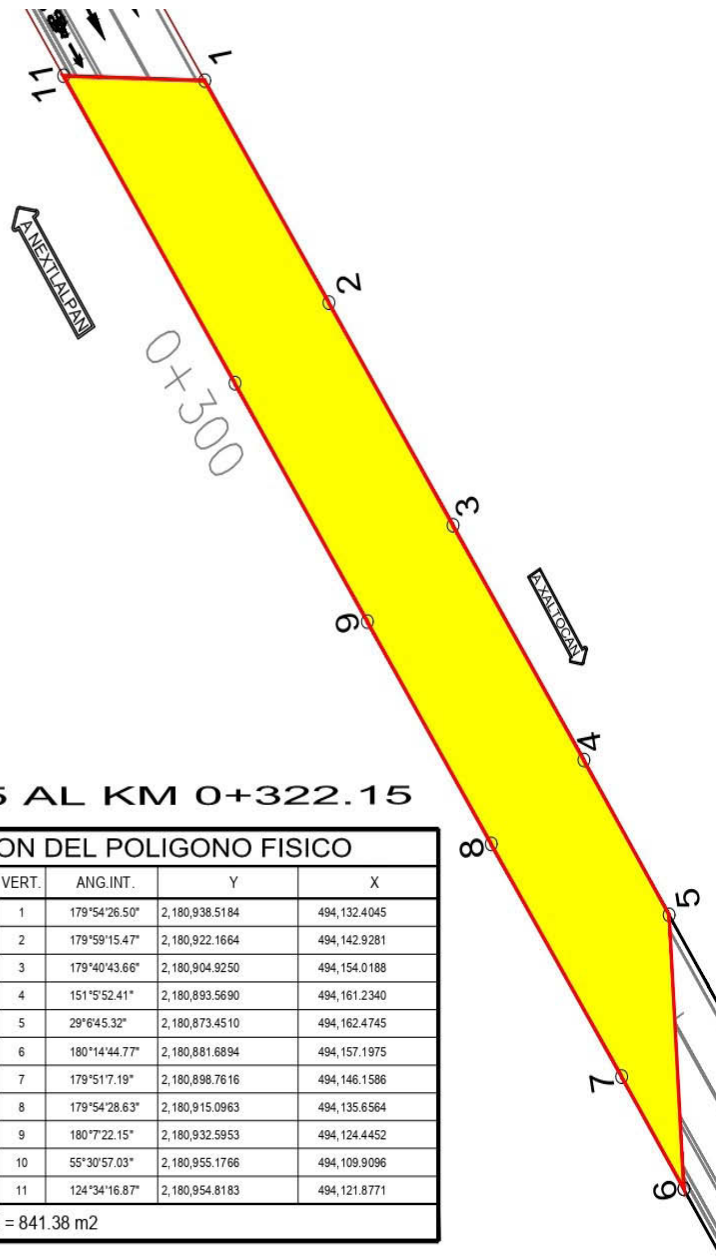 1
11
A NEXTLALPAN
2
0+300
3
A XALTOCAN
9
4
5 AL KM 0+322.15
8
5
7
6
ON DEL POLIGONO FISICO
VERT. ANG.INT. Y X
1 179°54'26.50" 2,180,938.5184 494,132.4045
2 179°59'15.47" 2,180,922.1664 494,142.9281
3 179°40'43.66" 2,180,904.9250 494,154.0188
4 151°5'52.41" 2,180,893.5690 494,161.2340
5 29°6'45.32" 2,180,873.4510 494,162.4745
6 180°14'44.77" 2,180,881.6894 494,157.1975
7 179°51'7.19" 2,180,898.7616 494,146.1586
8 179°54'28.63" 2,180,915.0963 494,135.6564
9 180°7'22.15" 2,180,932.5953 494,124.4452
10 55°30'57.03" 2,180,955.1766 494,109.9096
11 124°34'16.87" 2,180,954.8183 494,121.8771
= 841.38 m2